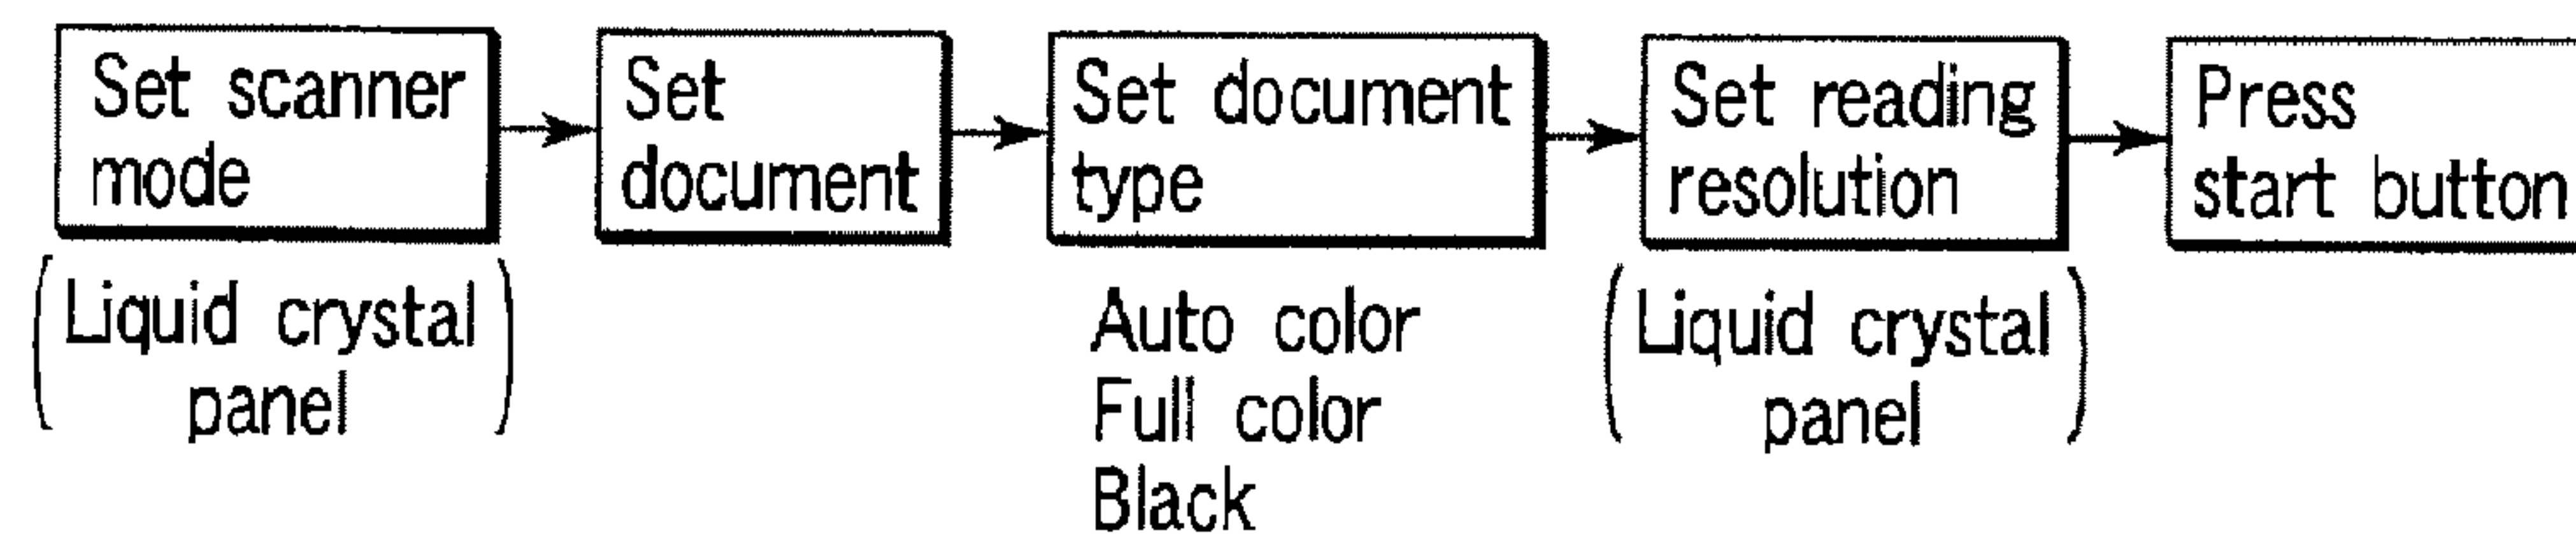 Set scanner
mode
(Liquid crystal
panel)
Set
document
Set document
type
Auto color
Full color
Black
Set reading
resolution
(Liquid crystal
panel)
Press
start button